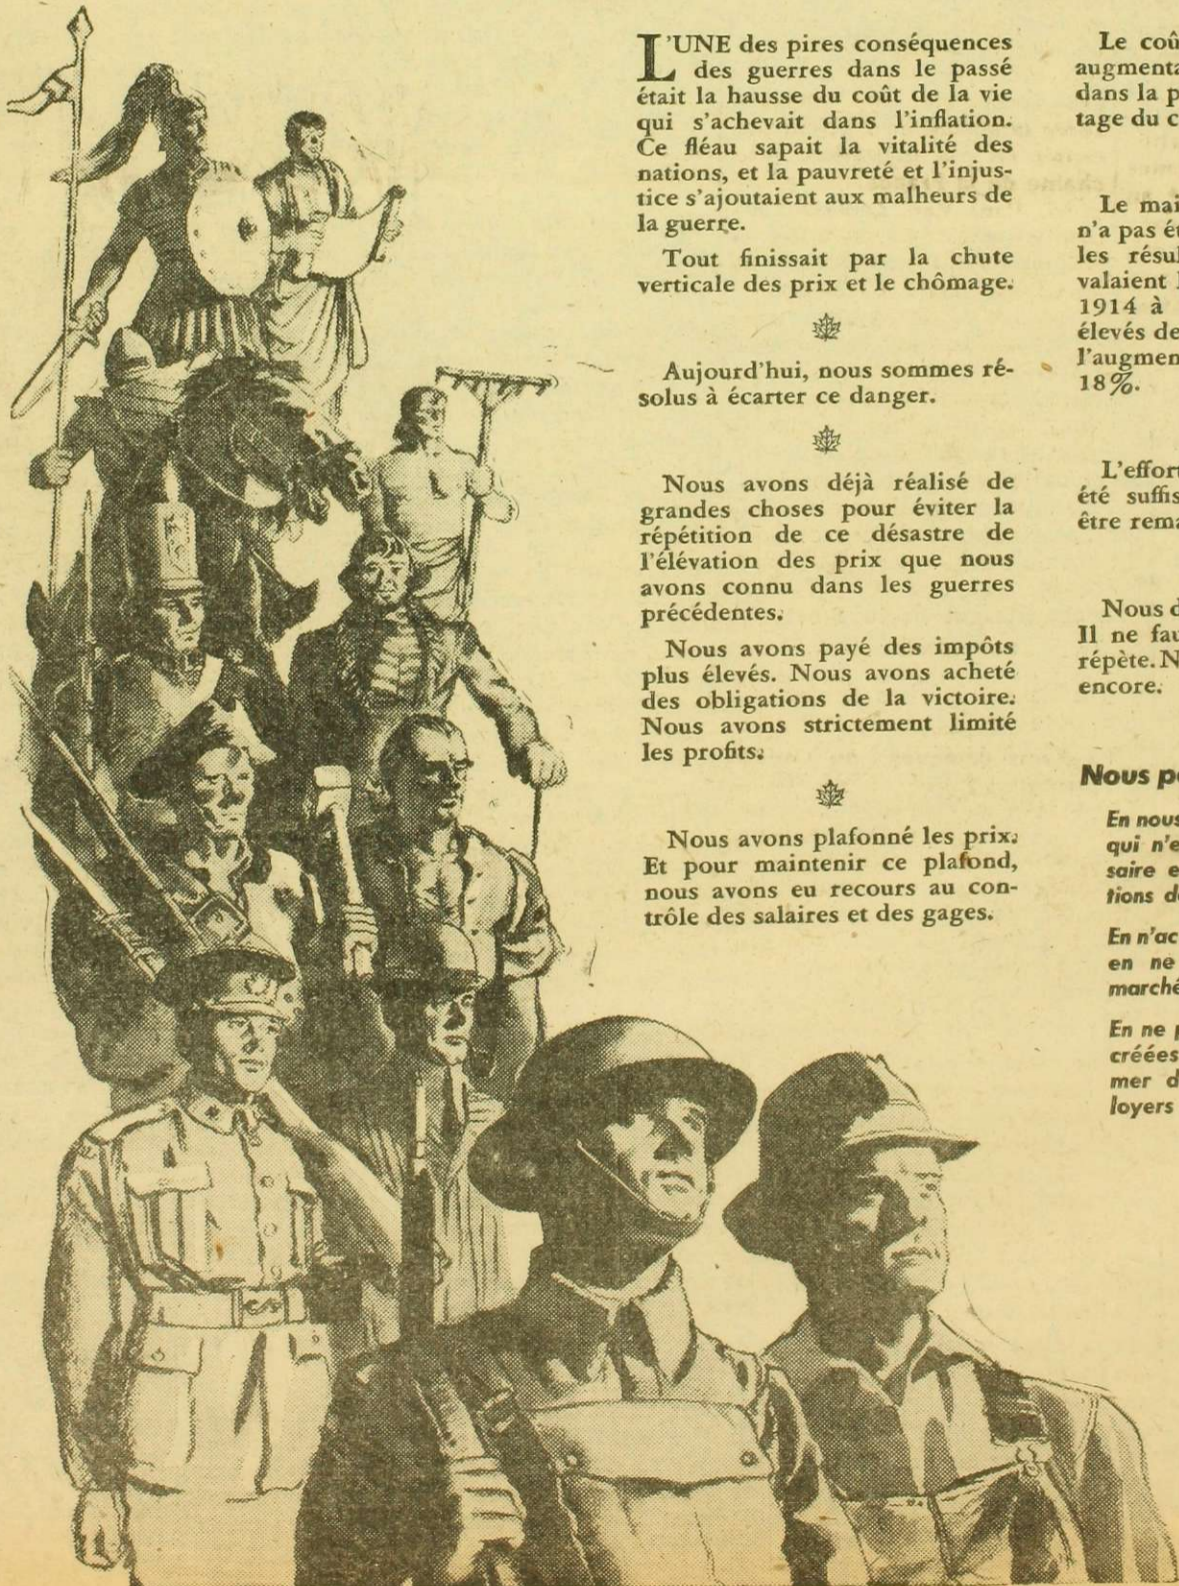 L'UNE des pires conséquences
des guerres dans le passé
était la hausse du coût de la vie
qui s'achevait dans l'inflation.
Ce fléau sapait la vitalité des
nations, et la pauvreté et l'injus-
tice s'ajoutaient aux malheurs de
la guerre.
Tout finissait par la chute
verticale des prix et le chômage.
Aujourd'hui, nous sommes ré-
solus à écarter ce danger.
Nous avons déjà réalisé de
grandes choses pour éviter la
répétition de ce désastre de
l'élévation des prix que nous
avons connu dans les guerres
précédentes.
Nous avons payé des impôts
plus élevés. Nous avons acheté
des obligations de la victoire.
Nous avons strictement limité
les profits.
Nous avons plafonné les prix.
Et pour maintenir ce plafond,
nous avons eu recours au con-
trôle des salaires et des gages.
Le
augmenta
dans la
tage du
Le
n'a pas
les
valaient
1914 à
élevés
l'augmen
18%.
L'effort
été
être
Nous
Il ne
répète.
encore.
Nous
En nous
qui
saire
tions
En
en ne
marché
En ne
créées
mer
loyers